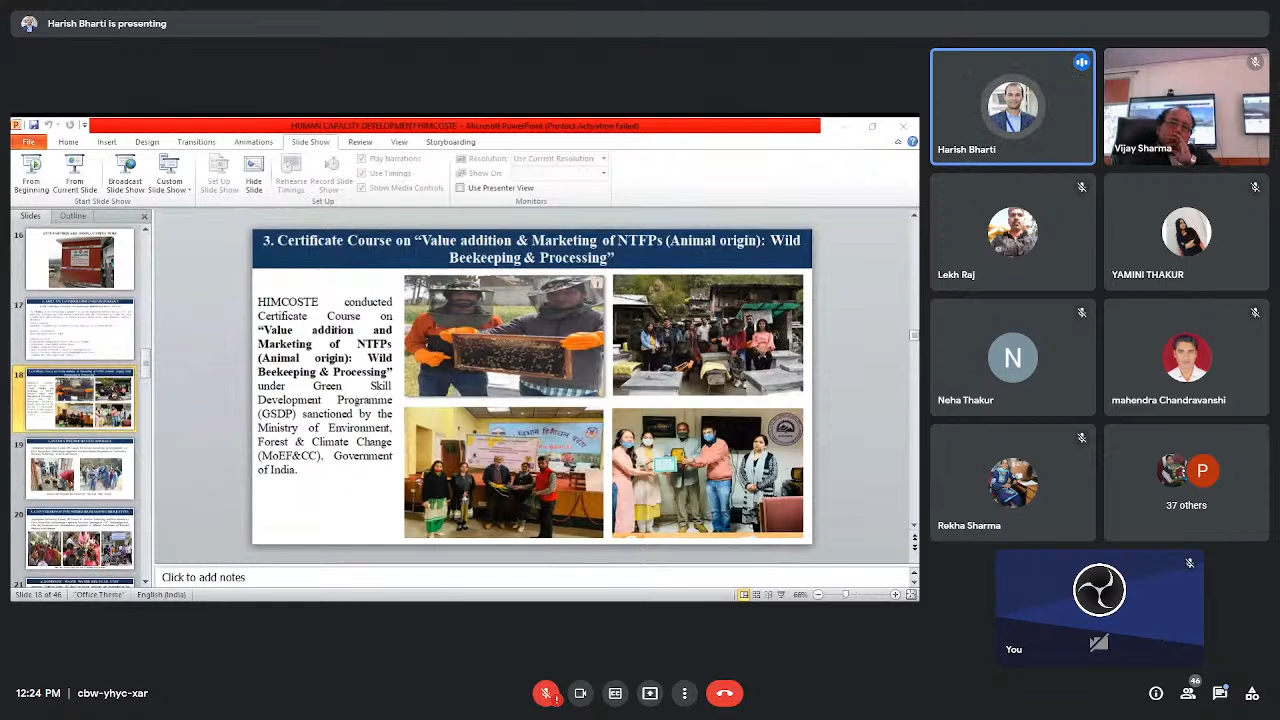 Harish Bharti is presenting
HUMAN CAPACITY DEVELOPMENT HIMCOSTE - Microsoft PowerPoint (Product Activation Failed)
File Home Insert Design Transitions Animations Slide Show Review View Storyboarding
From Beginning
From Current Slide
Broadcast Slide Show
Custom Slide Show
Set Up Slide Show
Hide Slide
Rehearse Timings
Record Slide Show
Play Narrations
Use Timings
Show Media Controls
Resolution: Use Current Resolution
Show On:
Use Presenter View
Start Slide Show
Set Up
Monitors
Slides Outline
16
17
18
19
20
21
3. Certificate Course on “Value addition & Marketing of NTFPs (Animal origin): Wild
Beekeeping & Processing”
HIMCOSTE conducted
Certificate Course on
“Value addition and
Marketing of NTFPs
(Animal origin): Wild
Beekeeping & Processing”
under Green Skill
Development Programme
(GSDP) sanctioned by the
Ministry of Environment,
Forest & Climate Change
(MoEF&CC), Government
of India.
Click to add notes
Slide 18 of 46 "Office Theme" English (India) 66%
Harish Bharti
Vijay Sharma
Lekh Raj
YAMINI THAKUR
N
Neha Thakur
mahendra Chandravanshi
Rekha Sharma
P
37 others
You
12:24 PM | cbw-yhyc-xar
46